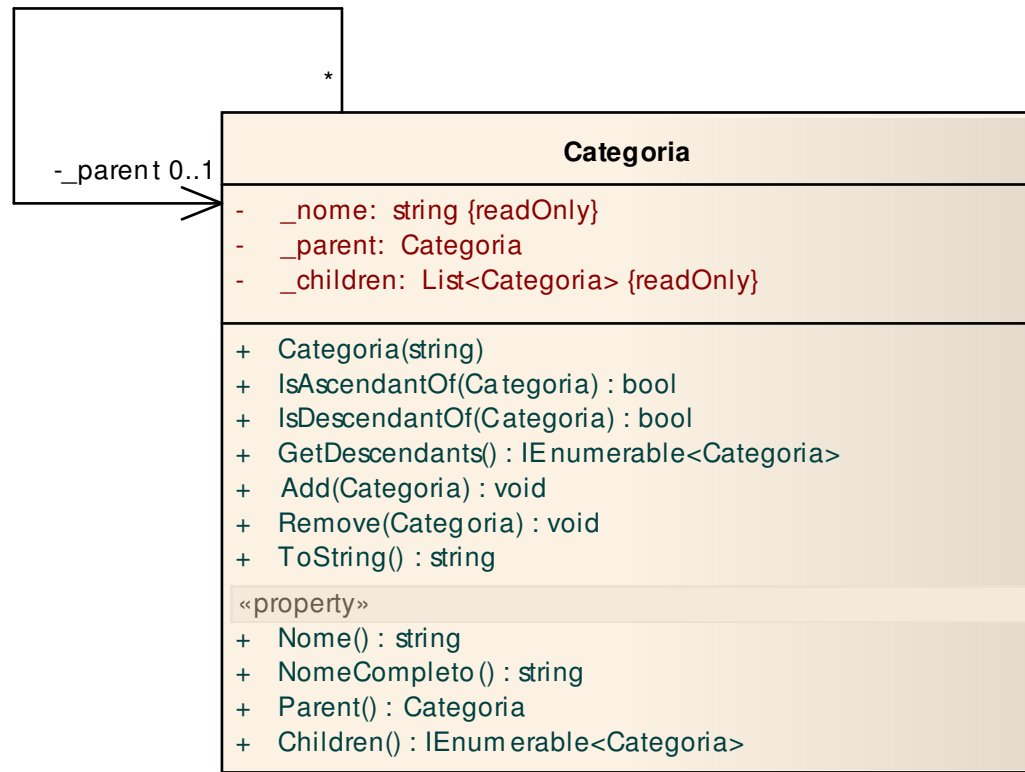 *
-_parent 0..1
Categoria
- _nome: string {readOnly}
- _parent: Categoria
- _children: List<Categoria> {readOnly}
+ Categoria(string)
+ IsAscendantOf(Categoria) : bool
+ IsDescendantOf(Categoria) : bool
+ GetDescendants() : IEnumerable<Categoria>
+ Add(Categoria) : void
+ Remove(Categoria) : void
+ ToString() : string
«property»
+ Nome() : string
+ NomeCompleto() : string
+ Parent() : Categoria
+ Children() : IEnumerable<Categoria>